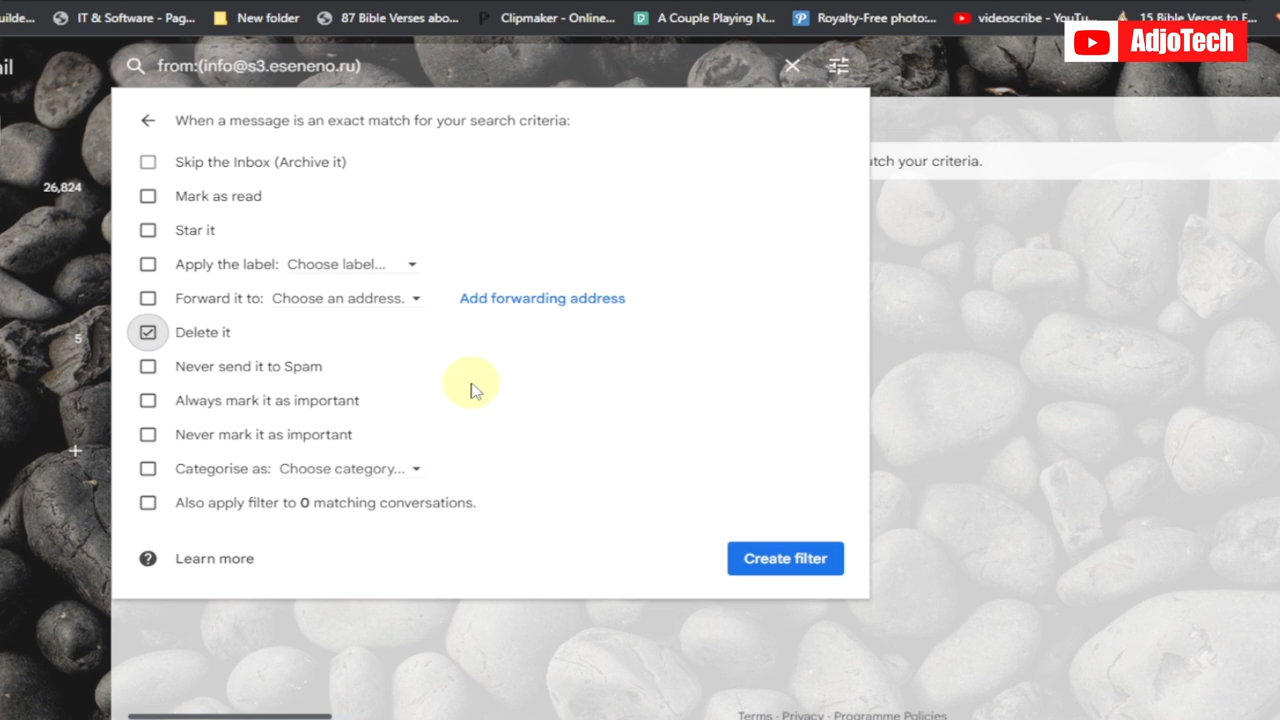 uilde... IT & Software - Pag... New folder 87 Bible Verses abo... Clipmaker - Online... A Couple Playing N... Royalty-Free photo:... videoscribe - YouTu... 15 Bible Verses to F...
AdjoTech
ail from:(info@s3.eseneno.ru)
When a message is an exact match for your search criteria:
Skip the Inbox (Archive it)
atch your criteria.
26,824
Mark as read
Star it
Apply the label: Choose label...
Forward it to: Choose an address. Add forwarding address
5
Delete it
Never send it to Spam
Always mark it as important
Never mark it as important
Categorise as: Choose category...
Also apply filter to 0 matching conversations.
Learn more
Create filter
Terms · Privacy · Programme Policies